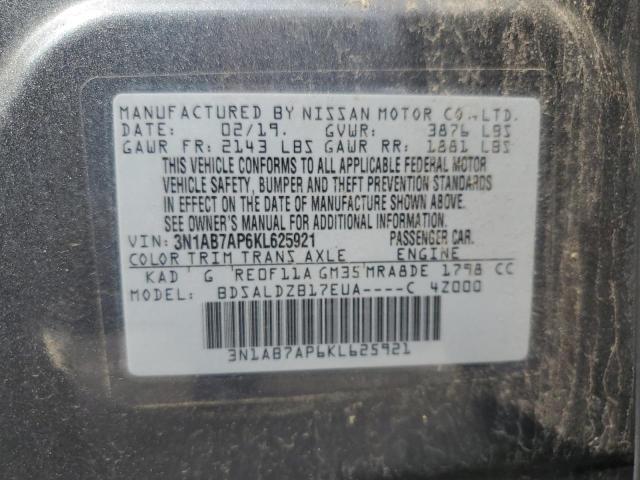 MANUFACTURED BY NISSAN MOTOR CO.,LTD.
DATE: 02/19. GVWR: 3876 LBS
GAWR FR: 2143 LBS GAWR RR: 1881 LBS
THIS VEHICLE CONFORMS TO ALL APPLICABLE FEDERAL MOTOR
VEHICLE SAFETY, BUMPER AND THEFT PREVENTION STANDARDS
IN EFFECT ON THE DATE OF MANUFACTURE SHOWN ABOVE.
SEE OWNER'S MANUAL FOR ADDITIONAL INFORMATION.
VIN: 3N1AB7AP6KL625921 PASSENGER CAR.
COLOR TRIM TRANS AXLE ENGINE
KAD G RE0F11A GM35 MRA8DE 1798 CC
MODEL: BDSALDZB17EUA----C 4Z000
3N1AB7AP6KL625921